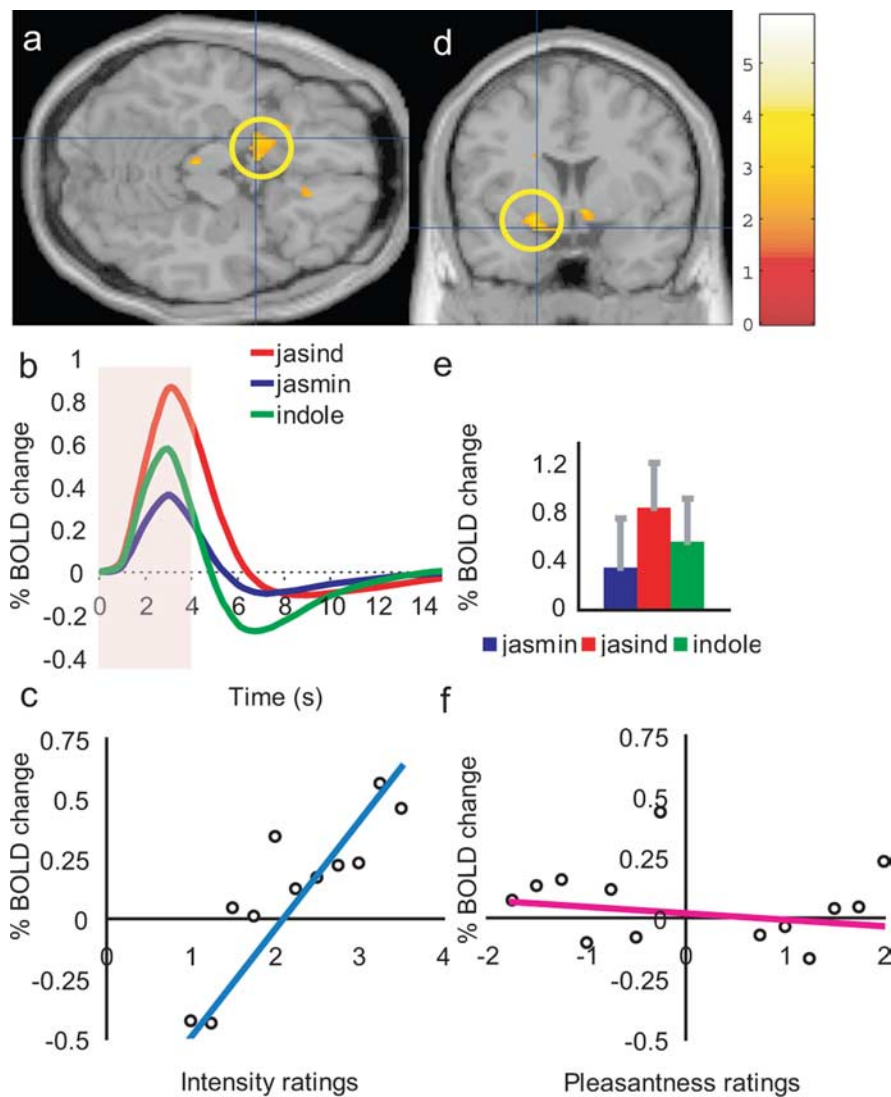 a
d
5
4
3
2
1
0
b
1
0.8
0.6
0.4
0.2
0
-0.2
-0.4
% BOLD change
0 2 4 6 8 10 12 14
Time (s)
jasind
jasmin
indole
e
% BOLD change
1.2
0.8
0.4
0
jasmin jasind indole
c
% BOLD change
0.75
0.5
0.25
0
-0.25
-0.5
0 1 2 3 4
Intensity ratings
f
% BOLD change
0.75
0.5
0.25
0
-0.25
-0.5
-2 -1 0 1 2
Pleasantness ratings